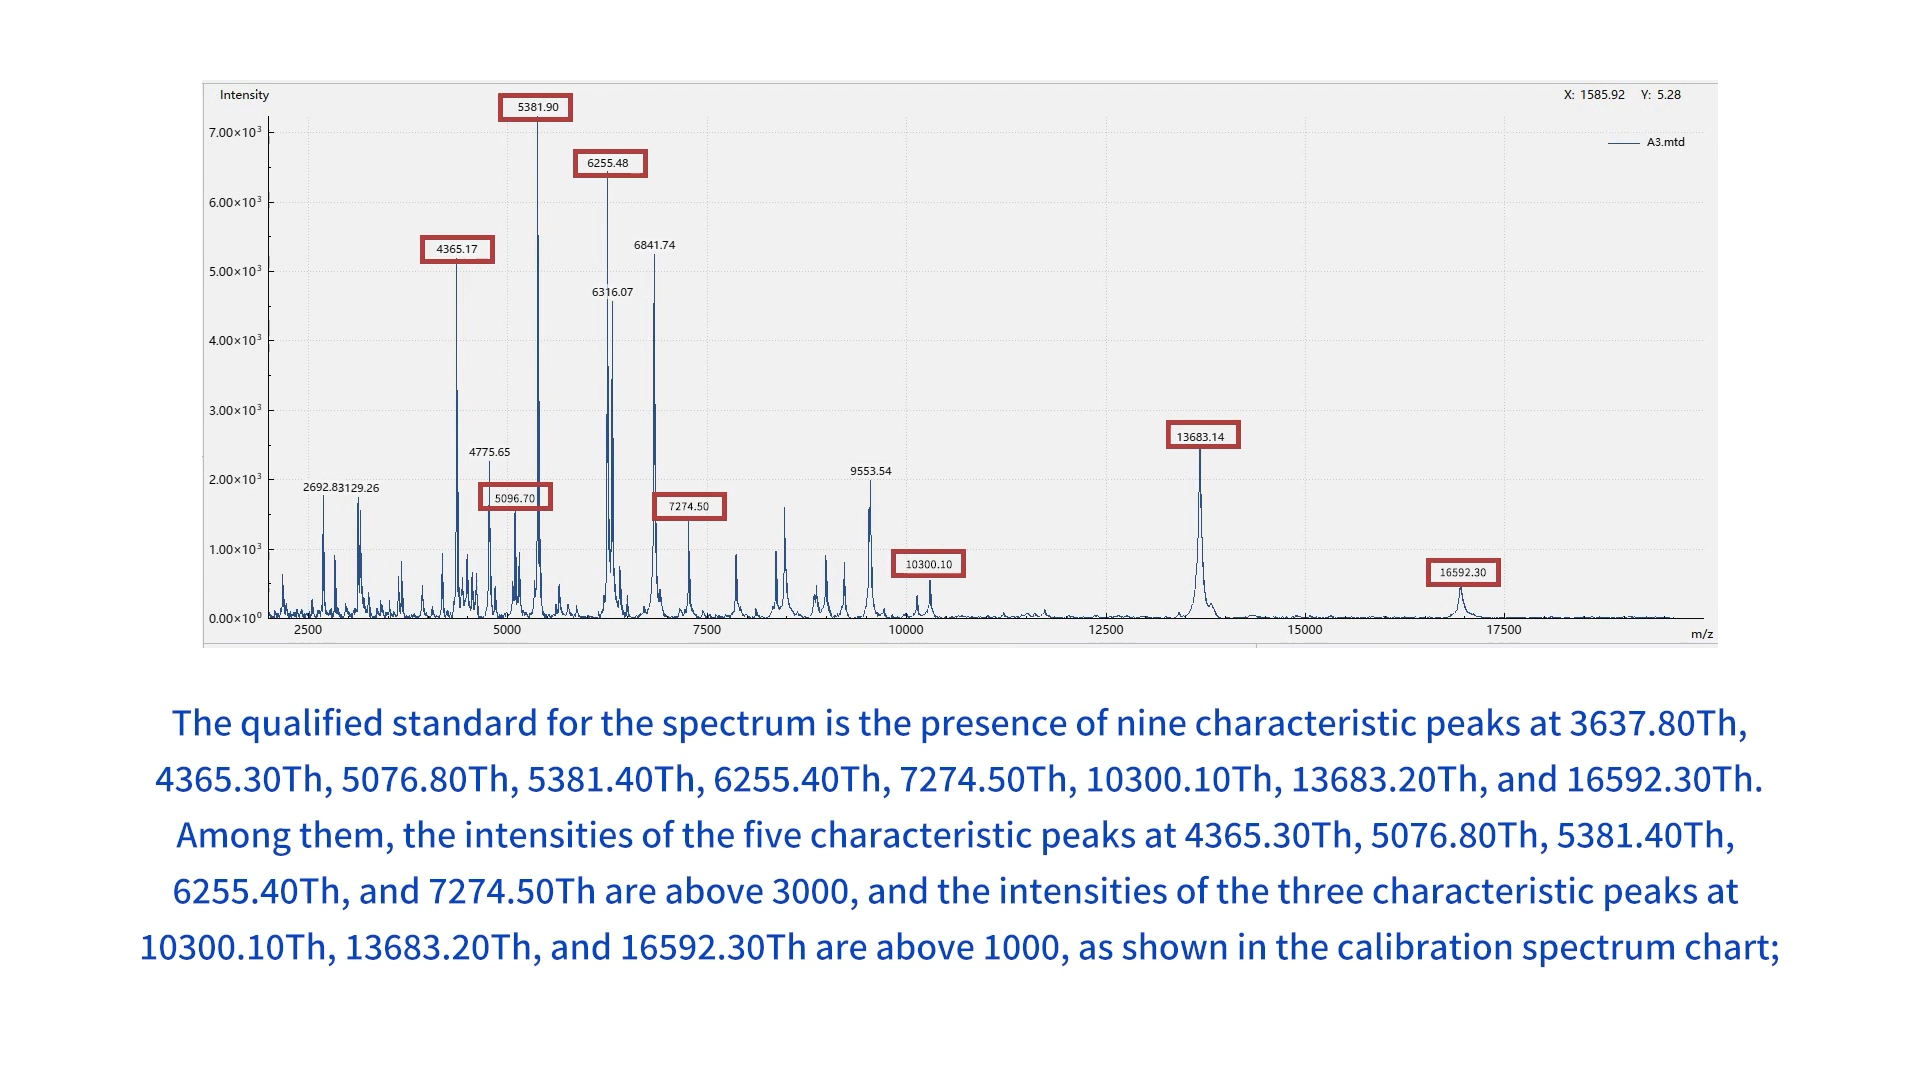 Intensity
X: 1585.92 Y: 5.28
5381.90
7.00×10³
A3.mtd
6255.48
6.00×10³
4365.17
6841.74
5.00×10³
6316.07
4.00×10³
3.00×10³
13683.14
4775.65
9553.54
2.00×10³
2692.83129.26
5096.70
7274.50
1.00×10³
10300.10
16592.30
0.00×10⁰
2500 5000 7500 10000 12500 15000 17500
m/z
The qualified standard for the spectrum is the presence of nine characteristic peaks at 3637.80Th,
4365.30Th, 5076.80Th, 5381.40Th, 6255.40Th, 7274.50Th, 10300.10Th, 13683.20Th, and 16592.30Th.
Among them, the intensities of the five characteristic peaks at 4365.30Th, 5076.80Th, 5381.40Th,
6255.40Th, and 7274.50Th are above 3000, and the intensities of the three characteristic peaks at
10300.10Th, 13683.20Th, and 16592.30Th are above 1000, as shown in the calibration spectrum chart;